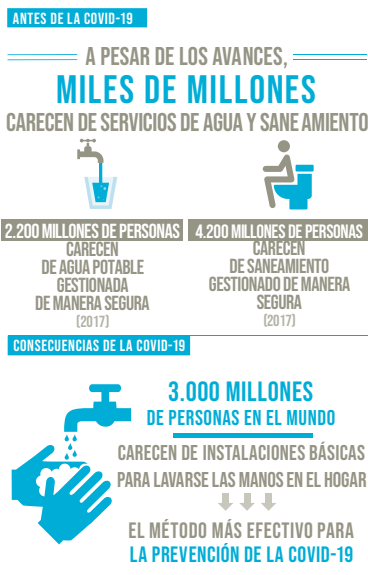 ANTES DE LA COVID-19
A PESAR DE LOS AVANCES,
MILES DE MILLONES
CARECEN DE SERVICIOS DE AGUA Y SANE AMIENTO
2.200 MILLONES DE PERSONAS
CARECEN
DE AGUA POTABLE
GESTIONADA
DE MANERA SEGURA
(2017)
4.200 MILLONES DE PERSONAS
CARECEN
DE SANEAMIENTO
GESTIONADO DE MANERA
SEGURA
(2017)
CONSECUENCIAS DE LA COVID-19
3.000 MILLONES
DE PERSONAS EN EL MUNDO
CARECEN DE INSTALACIONES BÁSICAS
PARA LAVARSE LAS MANOS EN EL HOGAR
EL MÉTODO MÁS EFECTIVO PARA
LA PREVENCIÓN DE LA COVID-19